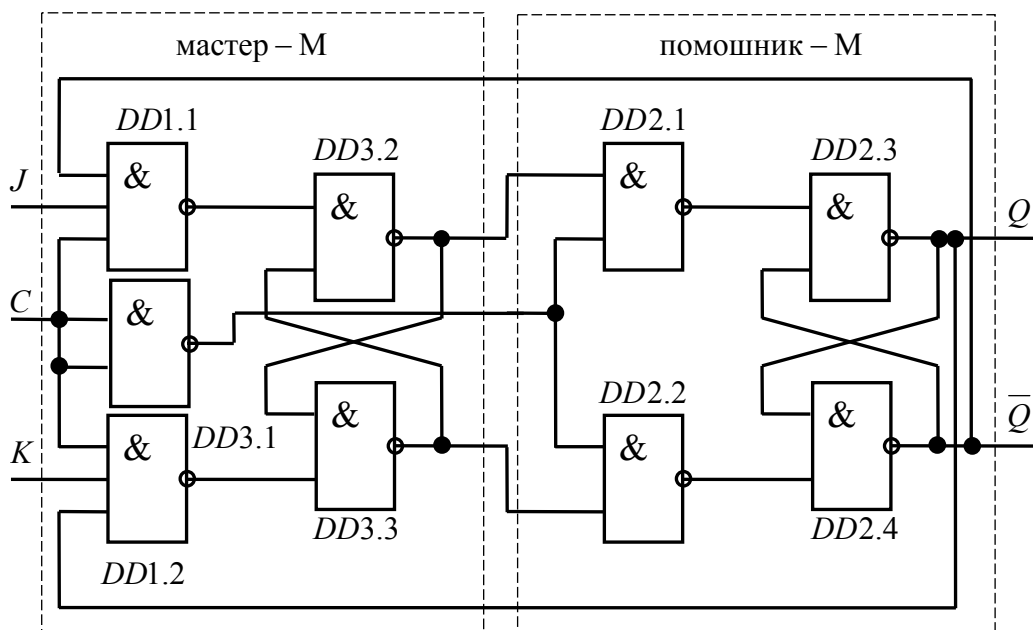 мастер – М
помошник – М
DD1.1
DD2.1
DD3.2
DD2.3
&
&
&
&
J
Q
C
&
DD2.2
Q̅
&
&
K
&
DD3.1
&
DD3.3
DD2.4
DD1.2